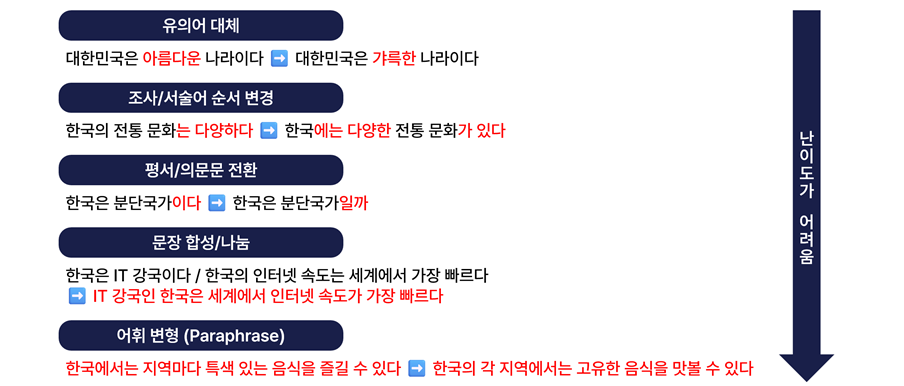 유의어 대체
대한민국은 아름다운 나라이다 ➡️ 대한민국은 갸륵한 나라이다
조사/서술어 순서 변경
한국의 전통 문화는 다양하다 ➡️ 한국에는 다양한 전통 문화가 있다
평서/의문문 전환
한국은 분단국가이다 ➡️ 한국은 분단국가일까
문장 합성/나눔
한국은 IT 강국이다 / 한국의 인터넷 속도는 세계에서 가장 빠르다
➡️ IT 강국인 한국은 세계에서 인터넷 속도가 가장 빠르다
어휘 변형 (Paraphrase)
한국에서는 지역마다 특색 있는 음식을 즐길 수 있다 ➡️ 한국의 각 지역에서는 고유한 음식을 맛볼 수 있다
난이도가 어려움